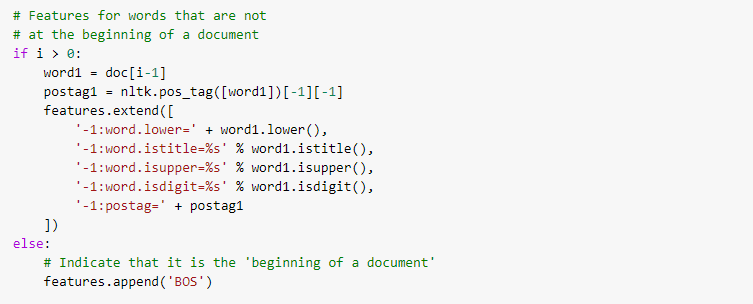 # Features for words that are not
# at the beginning of a document
if i > 0:
    word1 = doc[i-1]
    postag1 = nltk.pos_tag([word1])[-1][-1]
    features.extend([
        '-1:word.lower=' + word1.lower(),
        '-1:word.istitle=%s' % word1.istitle(),
        '-1:word.isupper=%s' % word1.isupper(),
        '-1:word.isdigit=%s' % word1.isdigit(),
        '-1:postag=' + postag1
    ])
else:
    # Indicate that it is the 'beginning of a document'
    features.append('BOS')